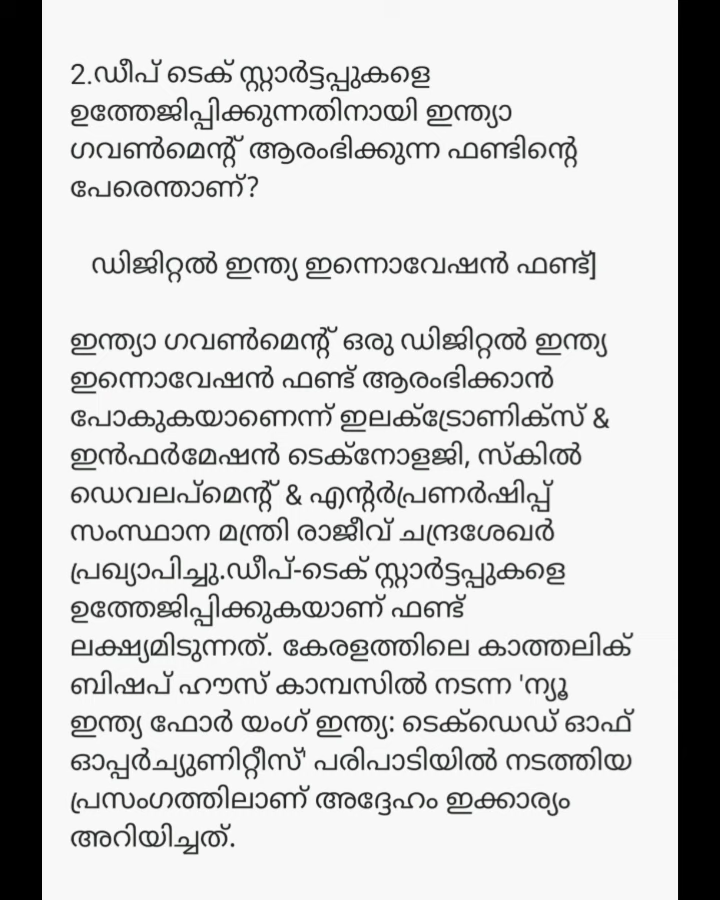 2.ഡീപ് ടെക് സ്റ്റാർട്ടപ്പുകളെ
ഉത്തേജിപ്പിക്കുന്നതിനായി ഇന്ത്യാ
ഗവൺമെന്റ് ആരംഭിക്കുന്ന ഫണ്ടിന്റെ
പേരെന്താണ്?
ഡിജിറ്റൽ ഇന്ത്യ ഇന്നൊവേഷൻ ഫണ്ട്]
ഇന്ത്യാ ഗവൺമെന്റ് ഒരു ഡിജിറ്റൽ ഇന്ത്യ
ഇന്നൊവേഷൻ ഫണ്ട് ആരംഭിക്കാൻ
പോകുകയാണെന്ന് ഇലക്ട്രോണിക്സ് &
ഇൻഫർമേഷൻ ടെക്നോളജി, സ്കിൽ
ഡെവലപ്മെന്റ് & എന്റർപ്രണർഷിപ്പ്
സംസ്ഥാന മന്ത്രി രാജീവ് ചന്ദ്രശേഖർ
പ്രഖ്യാപിച്ചു.ഡീപ്-ടെക് സ്റ്റാർട്ടപ്പുകളെ
ഉത്തേജിപ്പിക്കുകയാണ് ഫണ്ട്
ലക്ഷ്യമിടുന്നത്. കേരളത്തിലെ കാത്തലിക്
ബിഷപ് ഹൗസ് കാമ്പസിൽ നടന്ന 'ന്യൂ
ഇന്ത്യ ഫോർ യംഗ് ഇന്ത്യ: ടെക്ഡെഡ് ഓഫ്
ഓപ്പർച്യുണിറ്റീസ്' പരിപാടിയിൽ നടത്തിയ
പ്രസംഗത്തിലാണ് അദ്ദേഹം ഇക്കാര്യം
അറിയിച്ചത്.